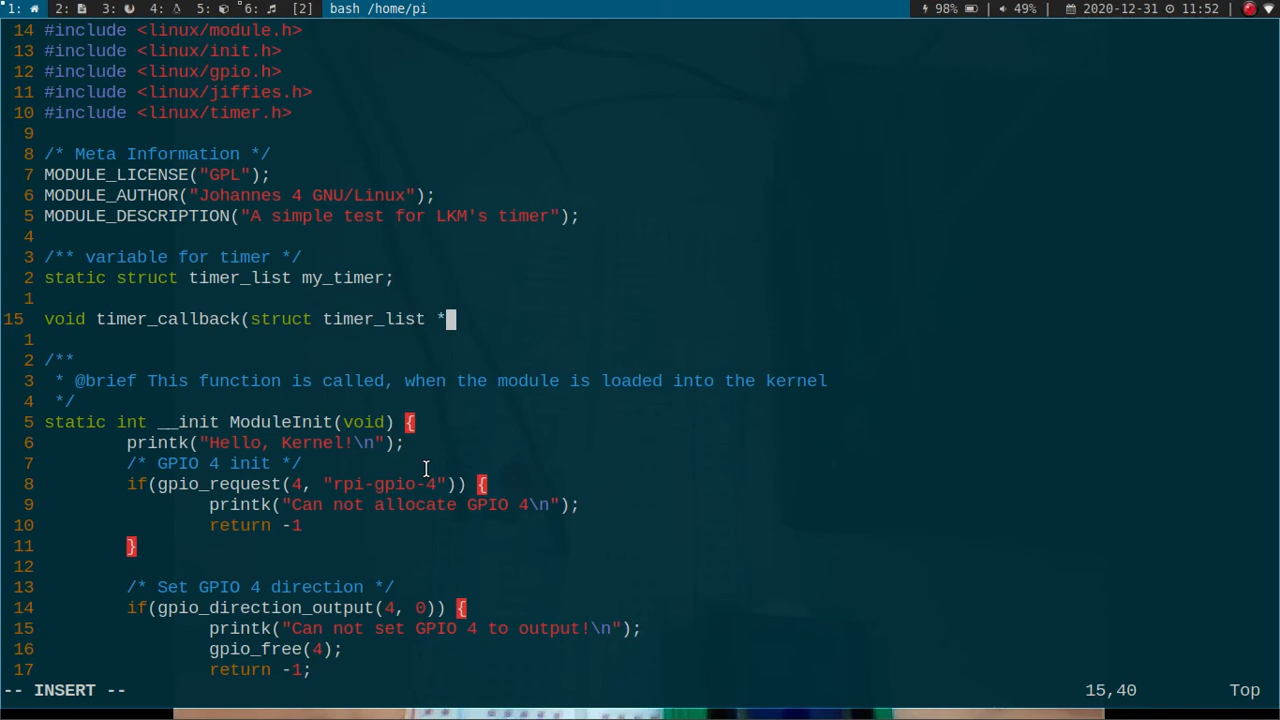 1: 2: 3: 4: 5: 6: [2] bash /home/pi 98% | 49% | 2020-12-31 11:52
14 #include <linux/module.h>
13 #include <linux/init.h>
12 #include <linux/gpio.h>
11 #include <linux/jiffies.h>
10 #include <linux/timer.h>
9
8 /* Meta Information */
7 MODULE_LICENSE("GPL");
6 MODULE_AUTHOR("Johannes 4 GNU/Linux");
5 MODULE_DESCRIPTION("A simple test for LKM's timer");
4
3 /** variable for timer */
2 static struct timer_list my_timer;
1
15 void timer_callback(struct timer_list *
1
2 /**
3  * @brief This function is called, when the module is loaded into the kernel
4  */
5 static int __init ModuleInit(void) {
6         printk("Hello, Kernel!\n");
7         /* GPIO 4 init */
8         if(gpio_request(4, "rpi-gpio-4")) {
9                 printk("Can not allocate GPIO 4\n");
10                 return -1
11         }
12
13         /* Set GPIO 4 direction */
14         if(gpio_direction_output(4, 0)) {
15                 printk("Can not set GPIO 4 to output!\n");
16                 gpio_free(4);
17                 return -1;
-- INSERT -- 15,40 Top